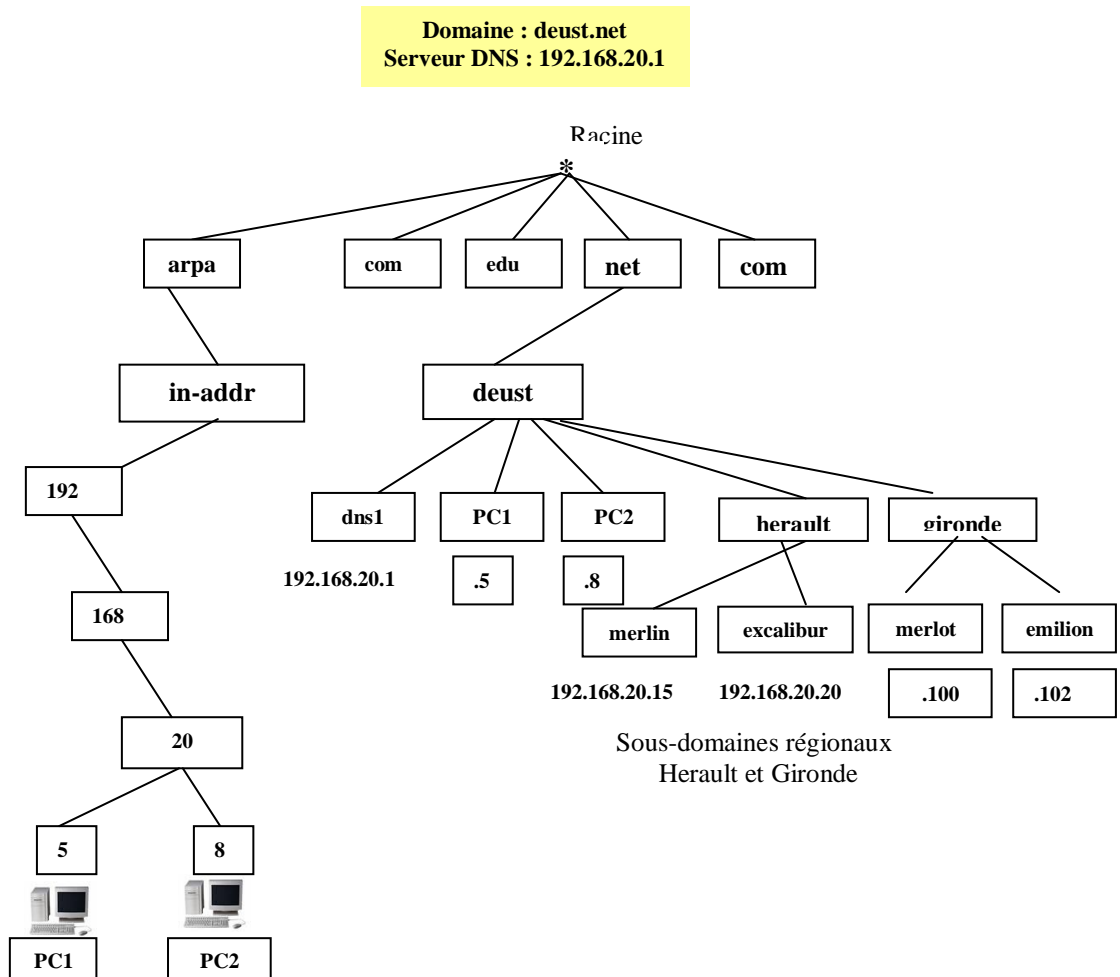 Domaine : deust.net
Serveur DNS : 192.168.20.1
Racine
*
arpa com edu net com
in-addr deust
192
dns1 PC1 PC2 herault gironde
192.168.20.1 .5 .8
168
merlin excalibur merlot emilion
192.168.20.15 192.168.20.20 .100 .102
20
Sous-domaines régionaux
Herault et Gironde
5 8
PC1 PC2